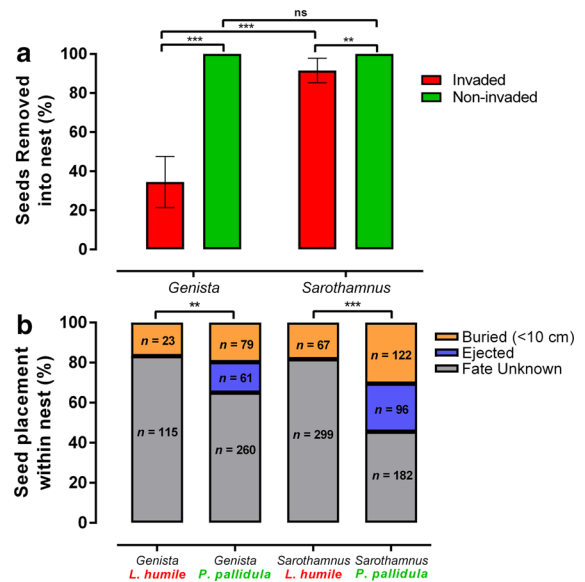 ns
***
a
***
**
100
80
60
40
20
0
Seeds Removed
into nest (%)
Invaded
Non-invaded
Genista
Sarothamnus
b
**
***
100
80
60
40
20
0
Seed placement
within nest (%)
n = 23
n = 79
n = 67
n = 122
n = 61
n = 96
n = 115
n = 260
n = 299
n = 182
Buried (<10 cm)
Ejected
Fate Unknown
Genista
L. humile
Genista
P. pallidula
Sarothamnus
L. humile
Sarothamnus
P. pallidula